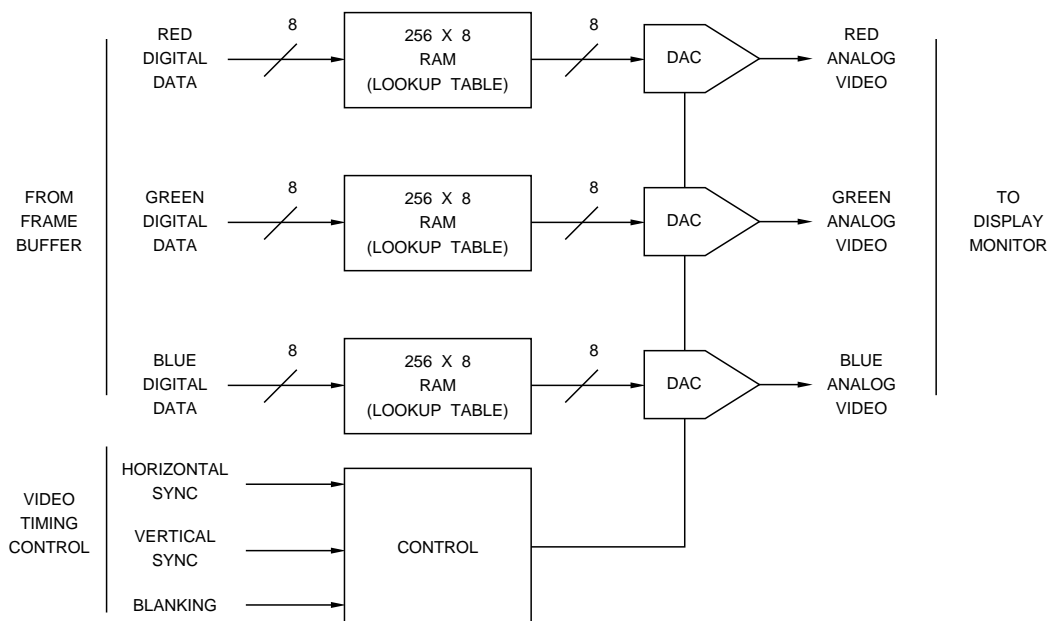 FROM
FRAME
BUFFER
RED
DIGITAL
DATA
8
256 X 8
RAM
(LOOKUP TABLE)
8
DAC
RED
ANALOG
VIDEO
GREEN
DIGITAL
DATA
8
256 X 8
RAM
(LOOKUP TABLE)
8
DAC
GREEN
ANALOG
VIDEO
BLUE
DIGITAL
DATA
8
256 X 8
RAM
(LOOKUP TABLE)
8
DAC
BLUE
ANALOG
VIDEO
TO
DISPLAY
MONITOR
VIDEO
TIMING
CONTROL
HORIZONTAL
SYNC
VERTICAL
SYNC
BLANKING
CONTROL